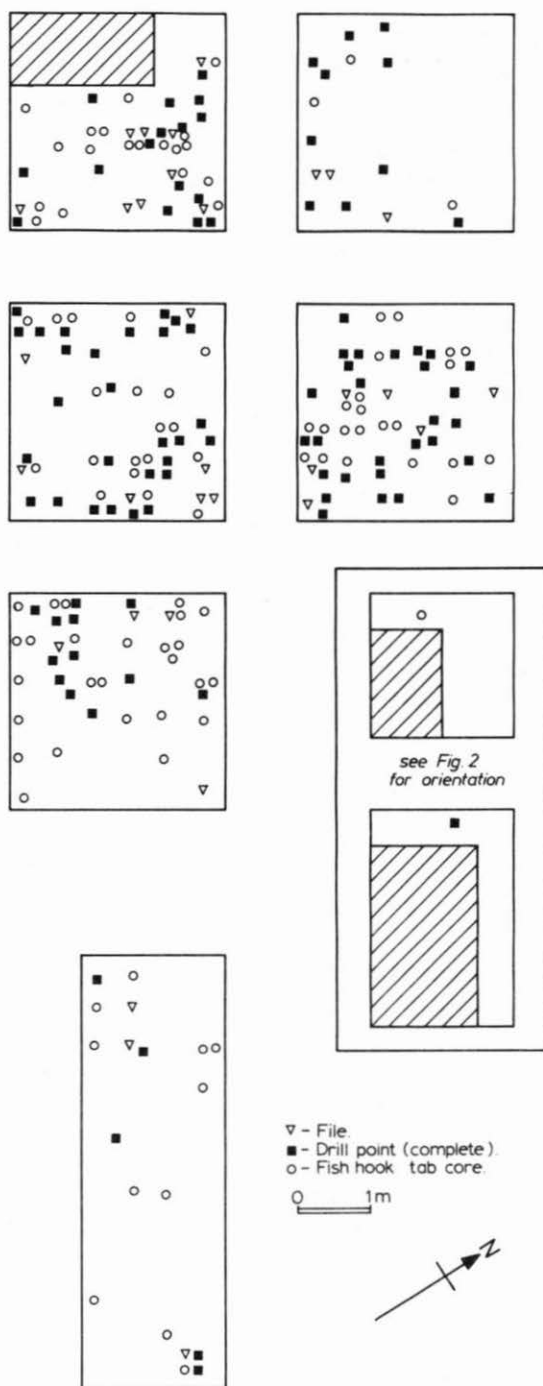 see Fig. 2
for orientation
▽ - File.
■ - Drill point (complete).
○ - Fish hook tab core.
0 1m
N